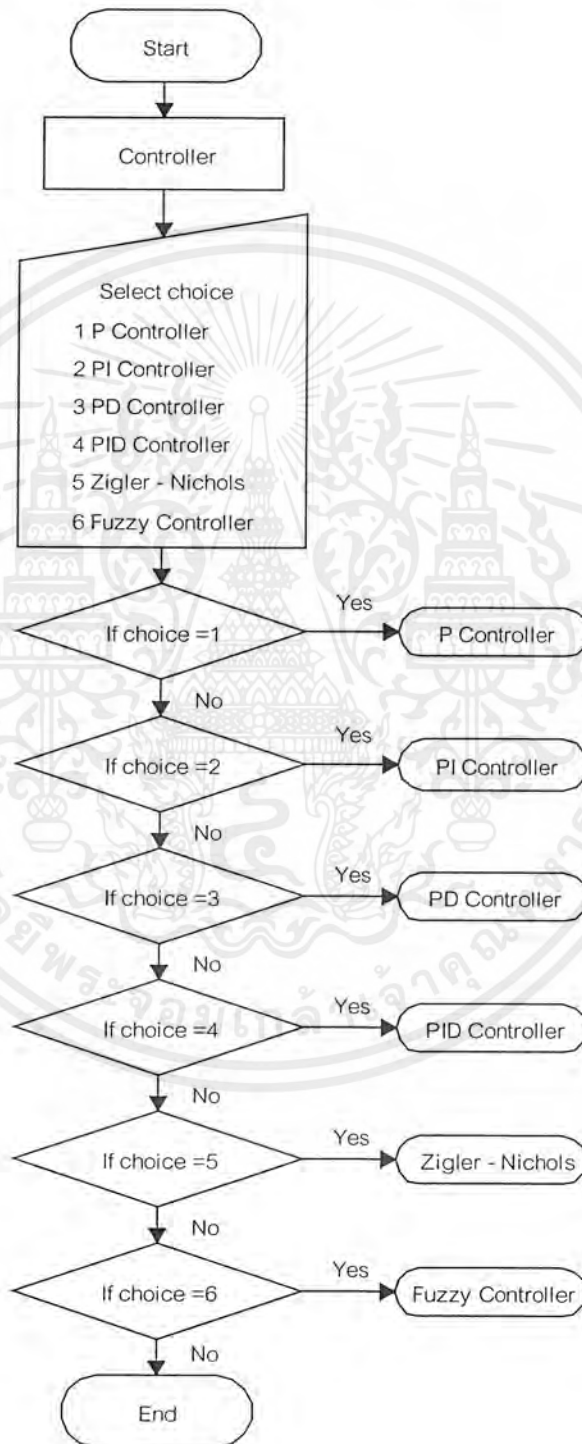 Start
Controller
Select choice
1 P Controller
2 PI Controller
3 PD Controller
4 PID Controller
5 Zigler - Nichols
6 Fuzzy Controller
If choice =1
Yes
P Controller
No
If choice =2
Yes
PI Controller
No
If choice =3
Yes
PD Controller
No
If choice =4
Yes
PID Controller
No
If choice =5
Yes
Zigler - Nichols
No
If choice =6
Yes
Fuzzy Controller
No
End